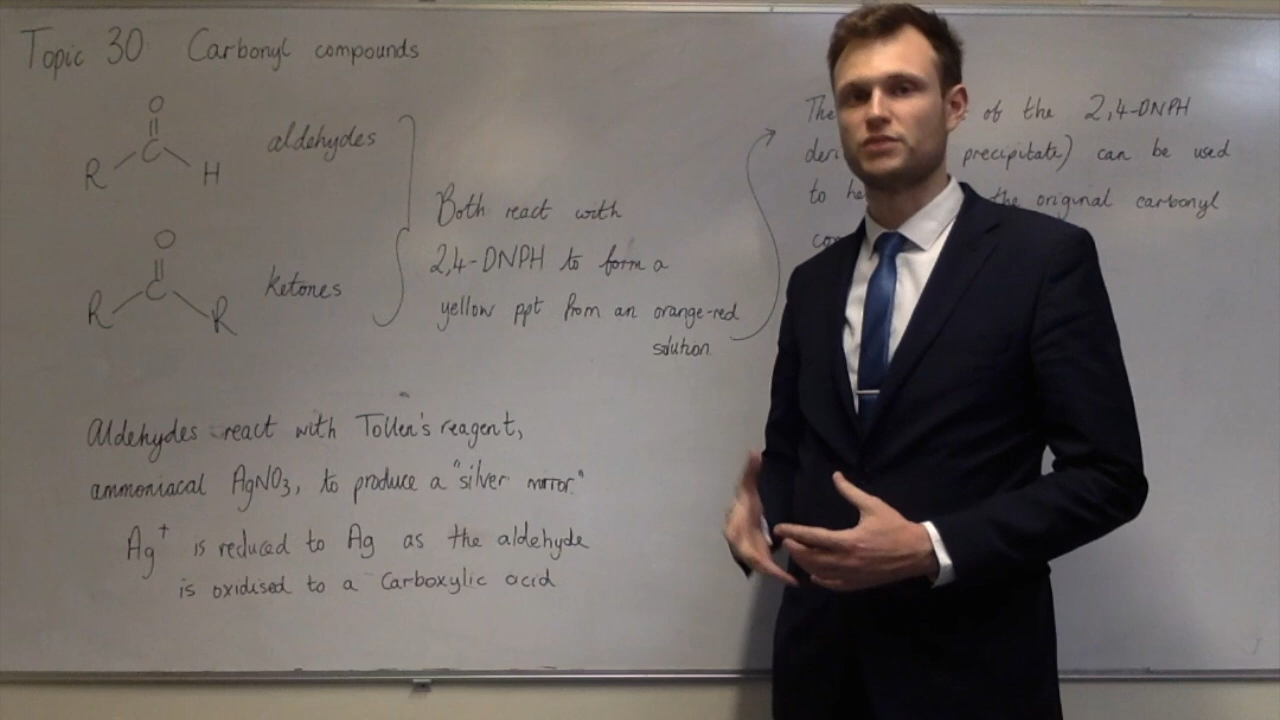 Topic 30 Carbonyl compounds
O
C
R H
aldehydes
O
C
R R
ketones
Both react with
2,4-DNPH to form a
yellow ppt from an orange-red
solution.
The of the 2,4-DNPH
precipitate) can be used
to the original carbonyl
Aldehydes react with Tollen's reagent,
ammoniacal AgNO3, to produce a "silver mirror."
Ag+ is reduced to Ag as the aldehyde
is oxidised to a carboxylic acid